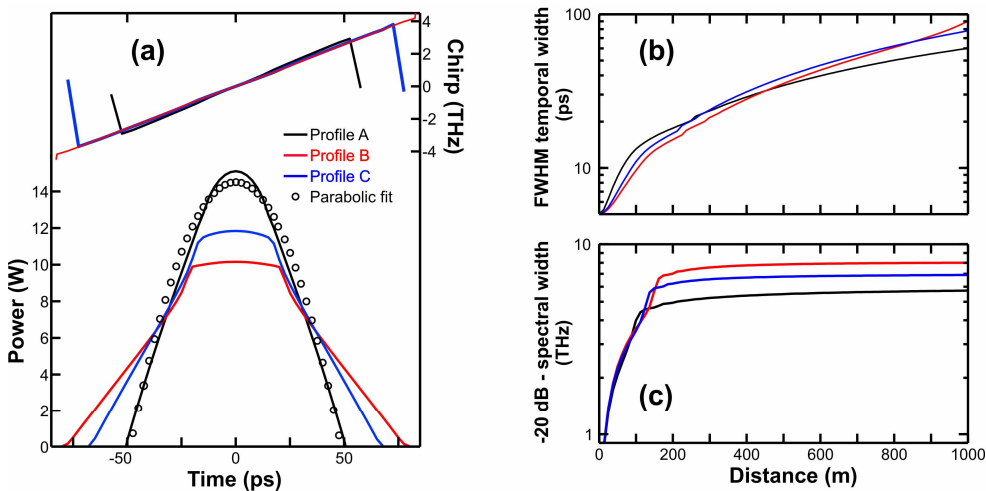 (a)
4
2
0
-2
-4
Chirp (THz)
Profile A
Profile B
Profile C
Parabolic fit
14
12
10
8
6
4
2
0
Power (W)
-50
0
50
Time (ps)
(b)
100
10
FWHM temporal width
(ps)
(c)
10
1
-20 dB - spectral width
(THz)
0
200
400
600
800
1000
Distance (m)